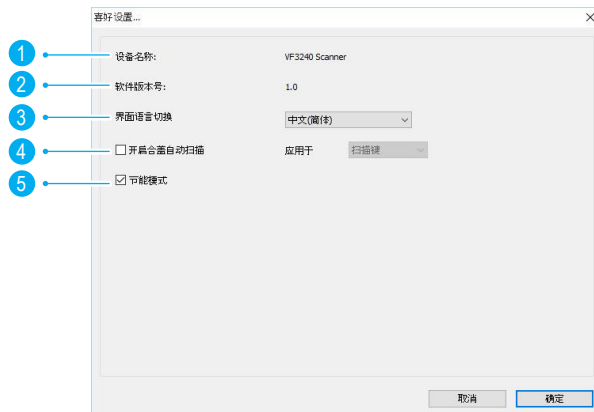 喜好设置...
1 设备名称: VF3240 Scanner
2 软件版本号: 1.0
3 界面语言切换 中文(简体)
4 开启合盖自动扫描 应用于 扫描键
5 节能模式
取消 确定